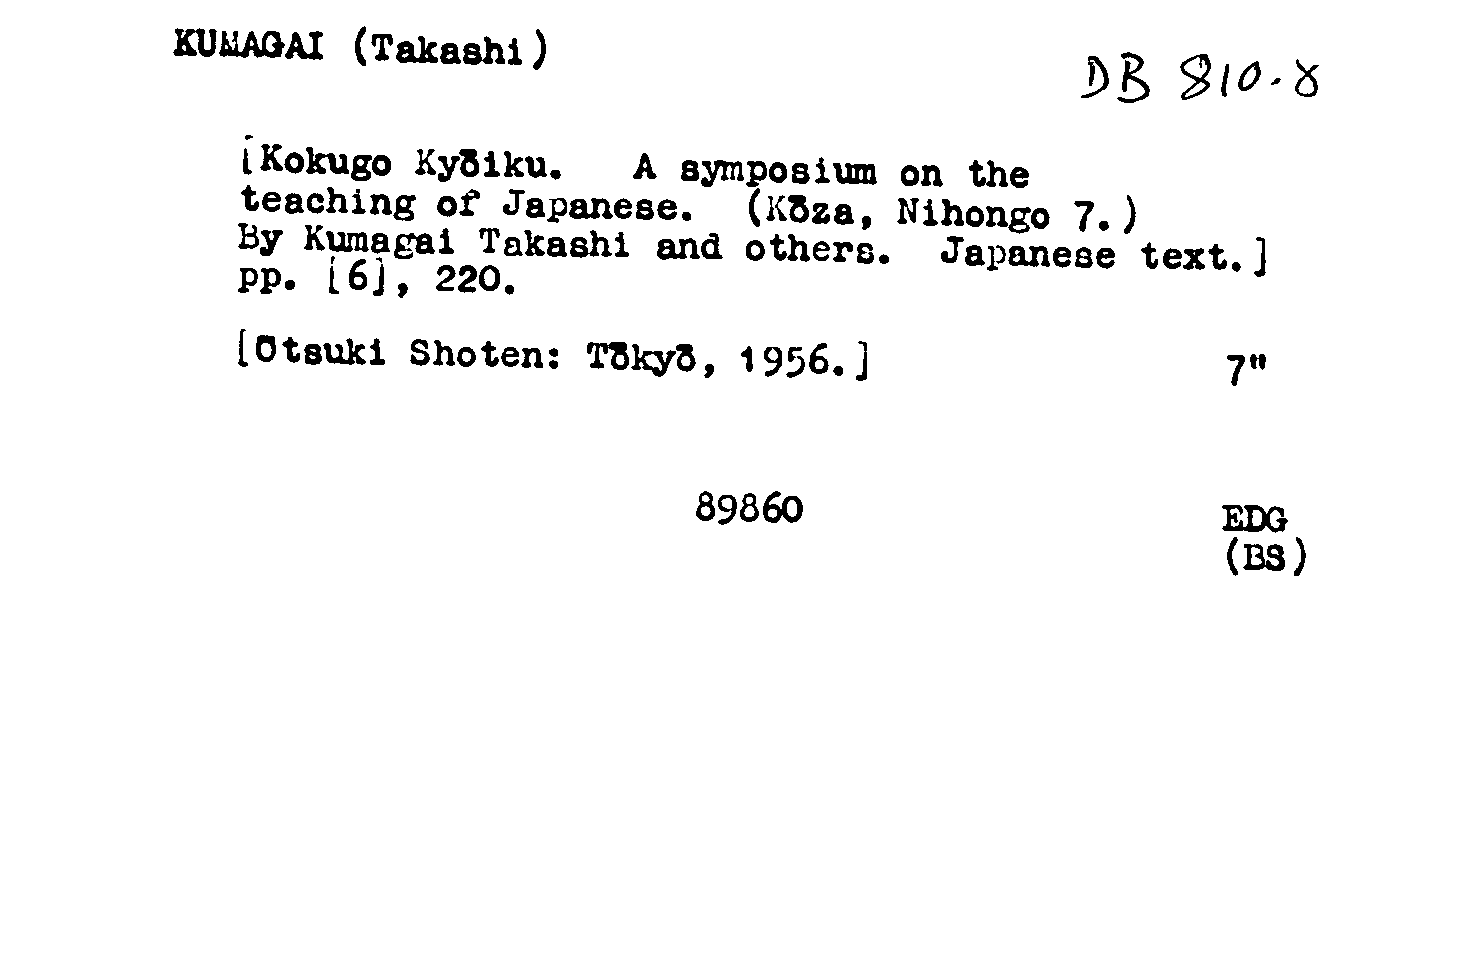 KUMAGAI (Takashi)
DB 810.8
[Kokugo Kyōiku. A symposium on the
teaching of Japanese. (Kōza, Nihongo 7.)
By Kumagai Takashi and others. Japanese text.]
pp. [6], 220.
[Ōtsuki Shoten: Tōkyō, 1956.]
7"
89860
EDG
(BS)